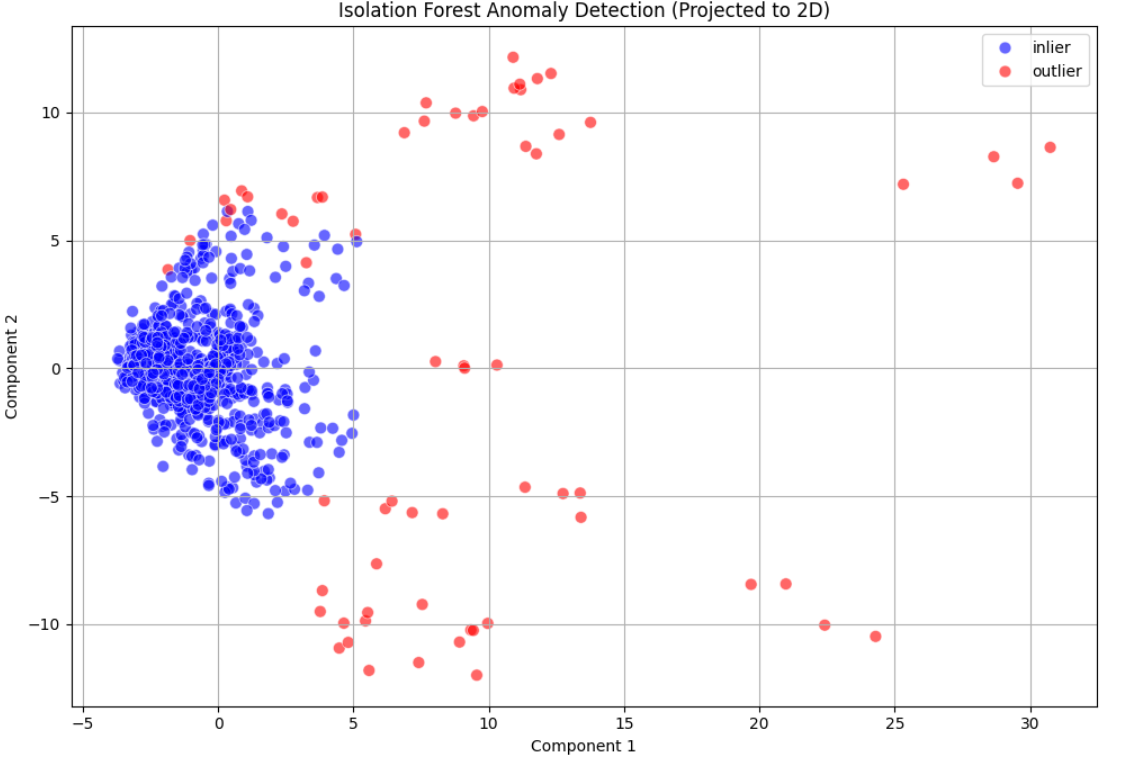 Isolation Forest Anomaly Detection (Projected to 2D)
inlier
outlier
10
5
0
−5
−10
Component 2
−5 0 5 10 15 20 25 30
Component 1